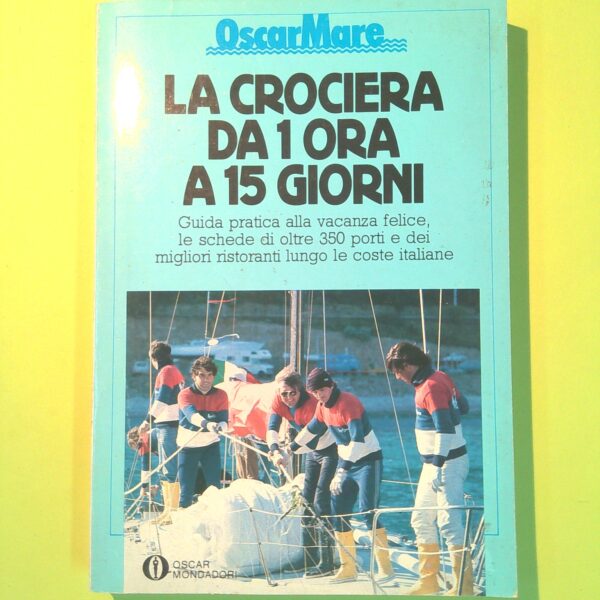 OscarMare
LA CROCIERA
DA 1 ORA
A 15 GIORNI
Guida pratica alla vacanza felice,
le schede di oltre 350 porti e dei
migliori ristoranti lungo le coste italiane
OSCAR
MONDADORI